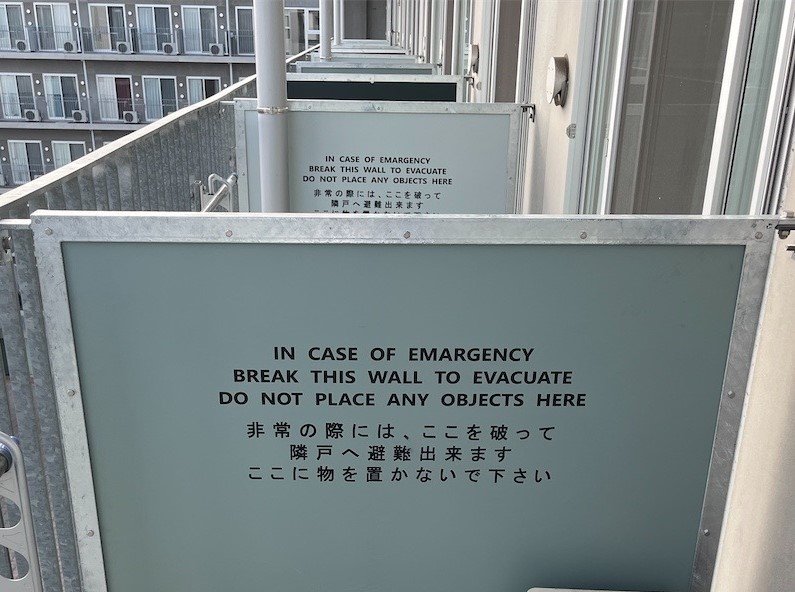 IN CASE OF EMARGENCY
BREAK THIS WALL TO EVACUATE
DO NOT PLACE ANY OBJECTS HERE
非常の際には、ここを破って
隣戸へ避難出来ます
IN CASE OF EMARGENCY
BREAK THIS WALL TO EVACUATE
DO NOT PLACE ANY OBJECTS HERE
非常の際には、ここを破って
隣戸へ避難出来ます
ここに物を置かないで下さい